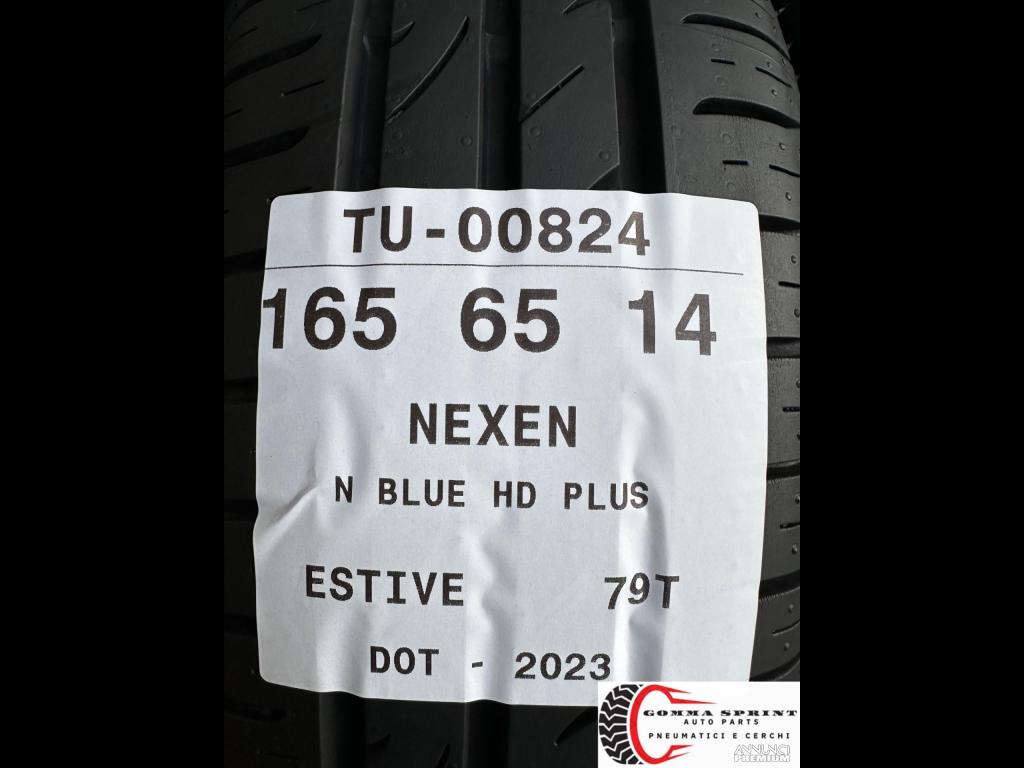 TU-00824
165 65 14
NEXEN
N BLUE HD PLUS
ESTIVE 79T
DOT - 2023
GOMMA SPRINT
AUTO PARTS
PNEUMATICI E CERCHI
ANNUNCI
PREMIUM